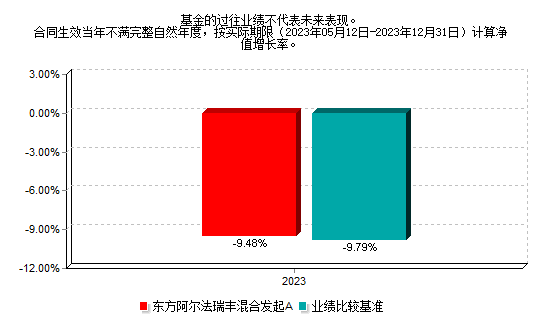 基金的过往业绩不代表未来表现。
合同生效当年不满完整自然年度，按实际期限（2023年05月12日-2023年12月31日）计算净
值增长率。
3.00%
0.00%
-3.00%
-6.00%
-9.00%
-12.00%
-9.48%
-9.79%
2023
东方阿尔法瑞丰混合发起A 业绩比较基准